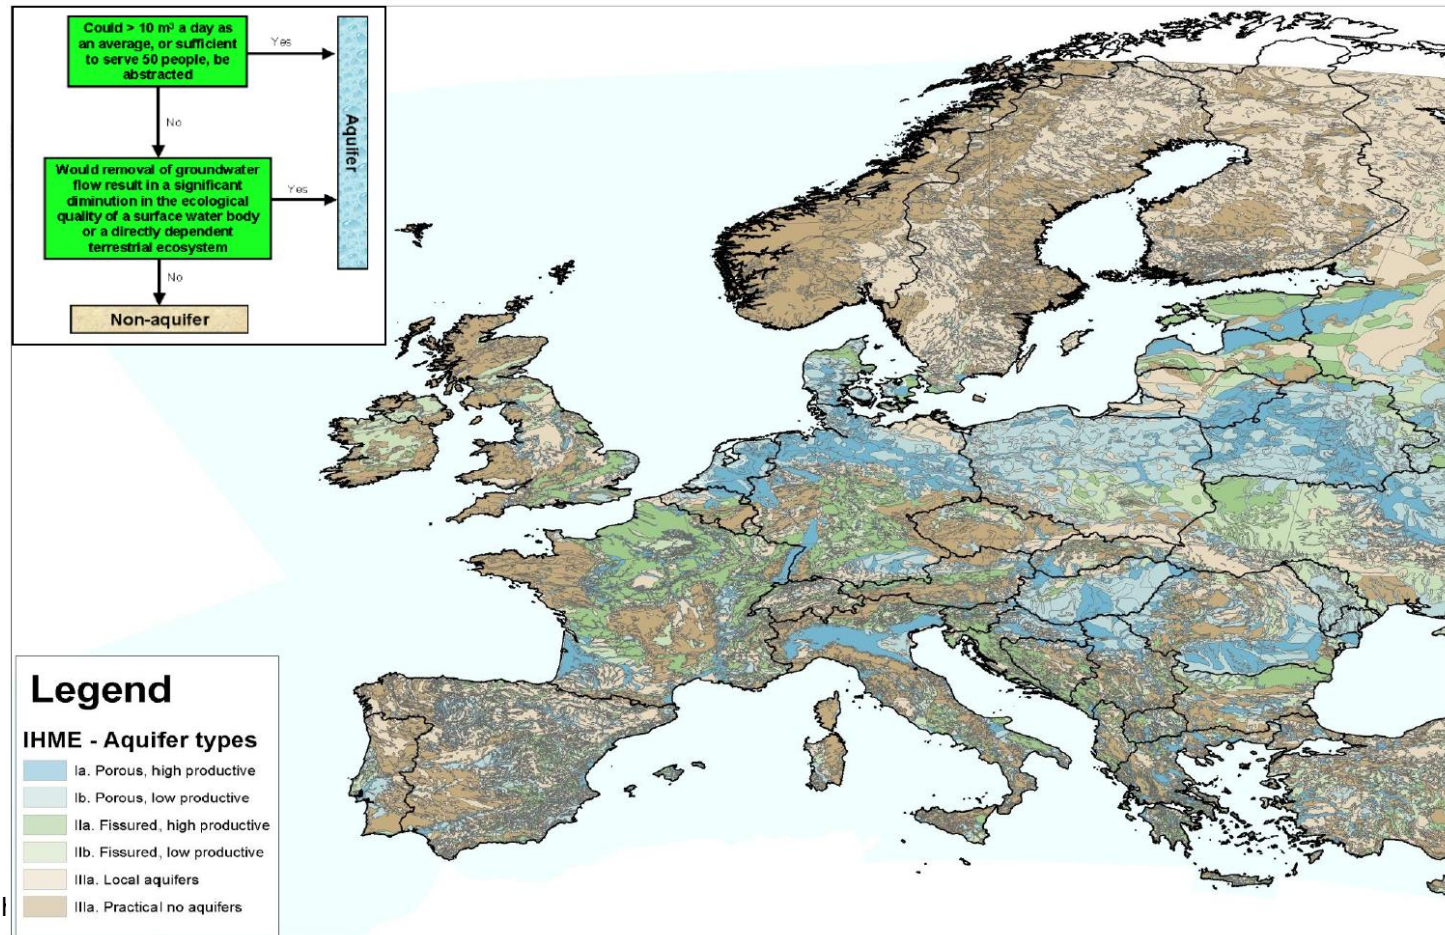 Could > 10 m³ a day as
an average, or sufficient
to serve 50 people, be
abstracted
Yes
No
Would removal of groundwater
flow result in a significant
diminution in the ecological
quality of a surface water body
or a directly dependent
terrestrial ecosystem
Yes
No
Non-aquifer
Aquifer
Legend
IHME - Aquifer types
Ia. Porous, high productive
Ib. Porous, low productive
IIa. Fissured, high productive
IIb. Fissured, low productive
IIIa. Local aquifers
IIIa. Practical no aquifers